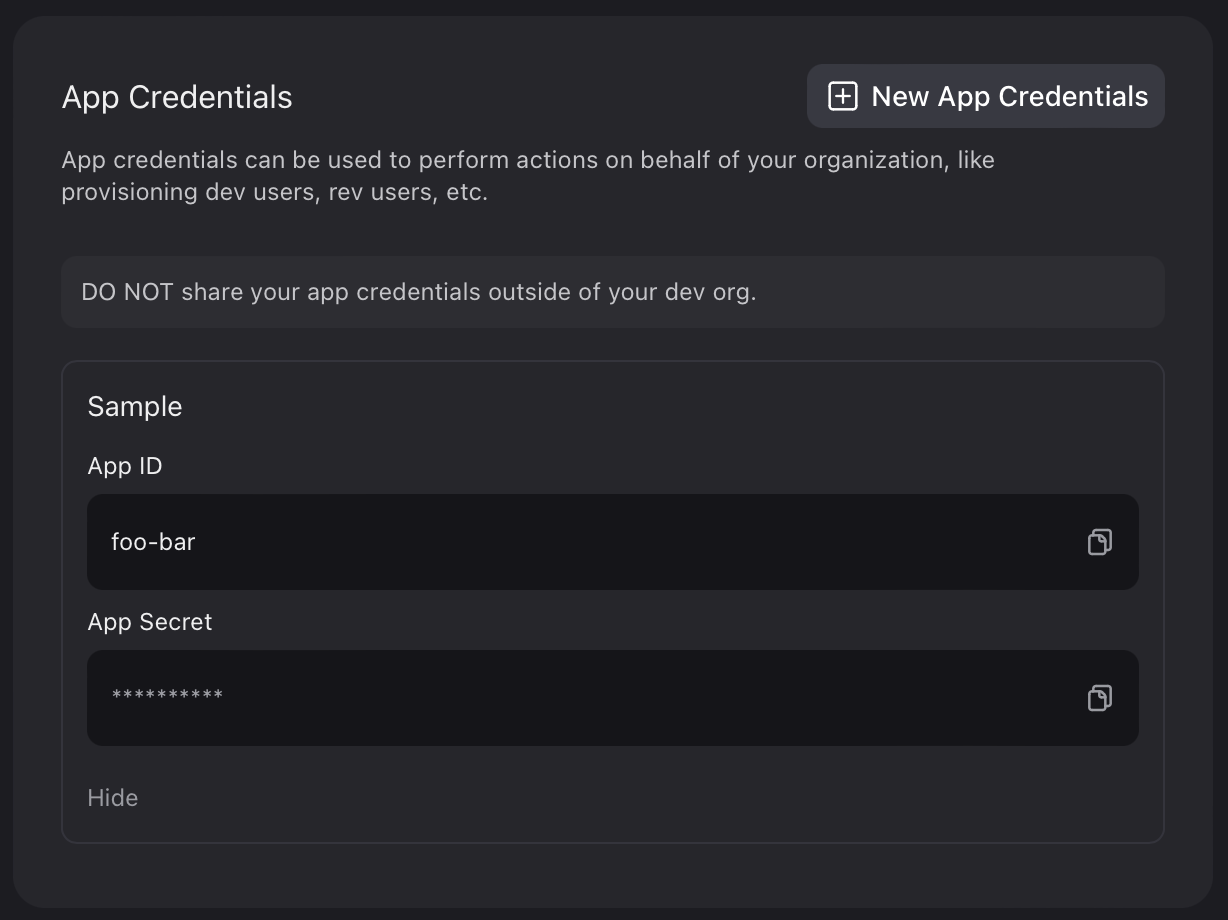 App Credentials
New App Credentials
App credentials can be used to perform actions on behalf of your organization, like
provisioning dev users, rev users, etc.
DO NOT share your app credentials outside of your dev org.
Sample
App ID
foo-bar
App Secret
**********
Hide